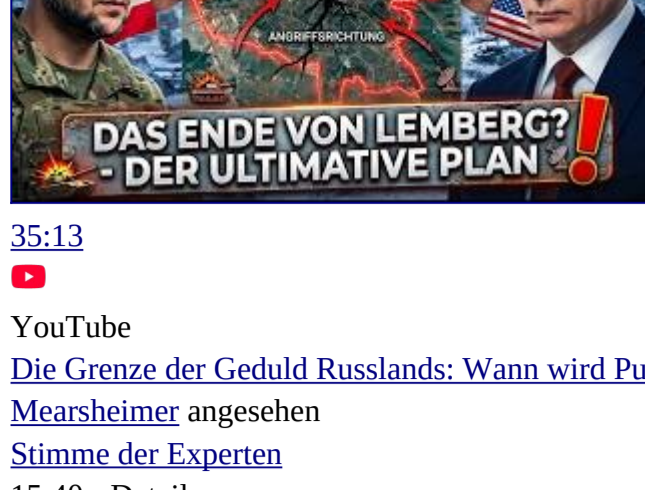 ANGRIFFSRICHTUNG
DAS ENDE VON LEMBERG?
- DER ULTIMATIVE PLAN !
35:13
YouTube
Die Grenze der Geduld Russlands: Wann wird Pu
Mearsheimer angesehen
Stimme der Experten